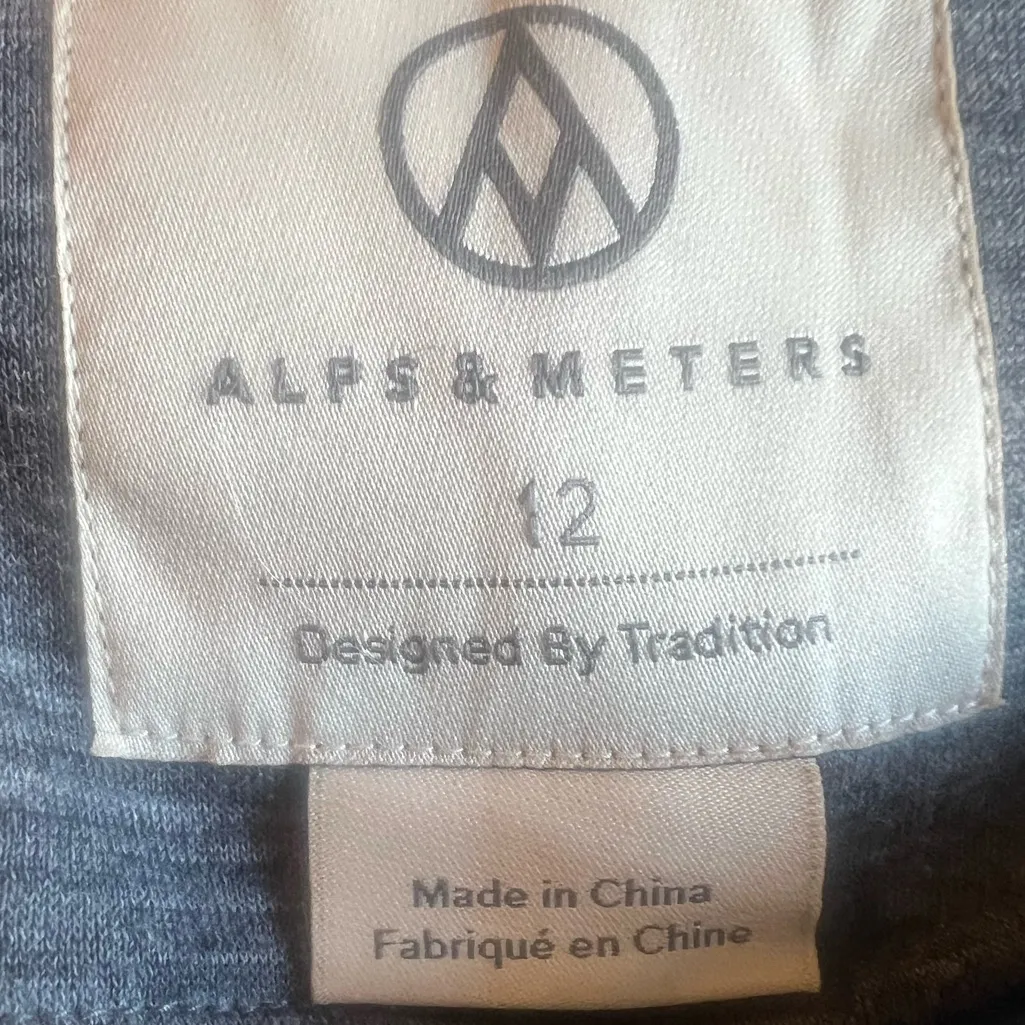 ALPS & METERS
12
Designed By Tradition
Made in China
Fabriqué en Chine